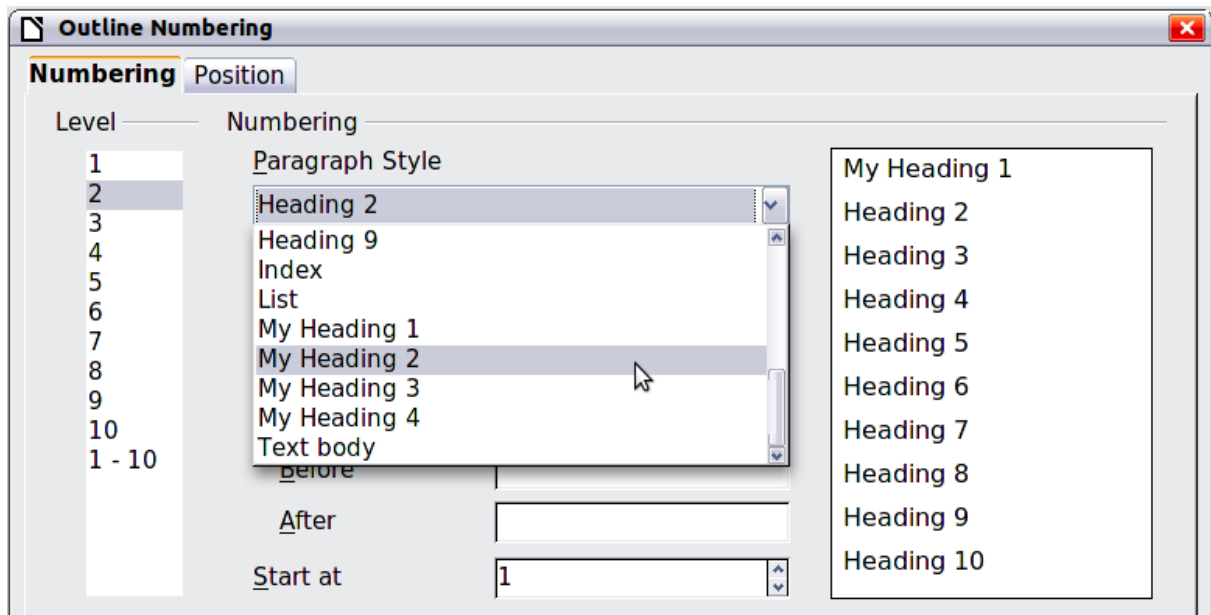 Outline Numbering
Numbering Position
Level Numbering
1
2
3
4
5
6
7
8
9
10
1 - 10
Paragraph Style
Heading 2
Heading 9
Index
List
My Heading 1
My Heading 2
My Heading 3
My Heading 4
Text body
Before
After
Start at 1
My Heading 1
Heading 2
Heading 3
Heading 4
Heading 5
Heading 6
Heading 7
Heading 8
Heading 9
Heading 10